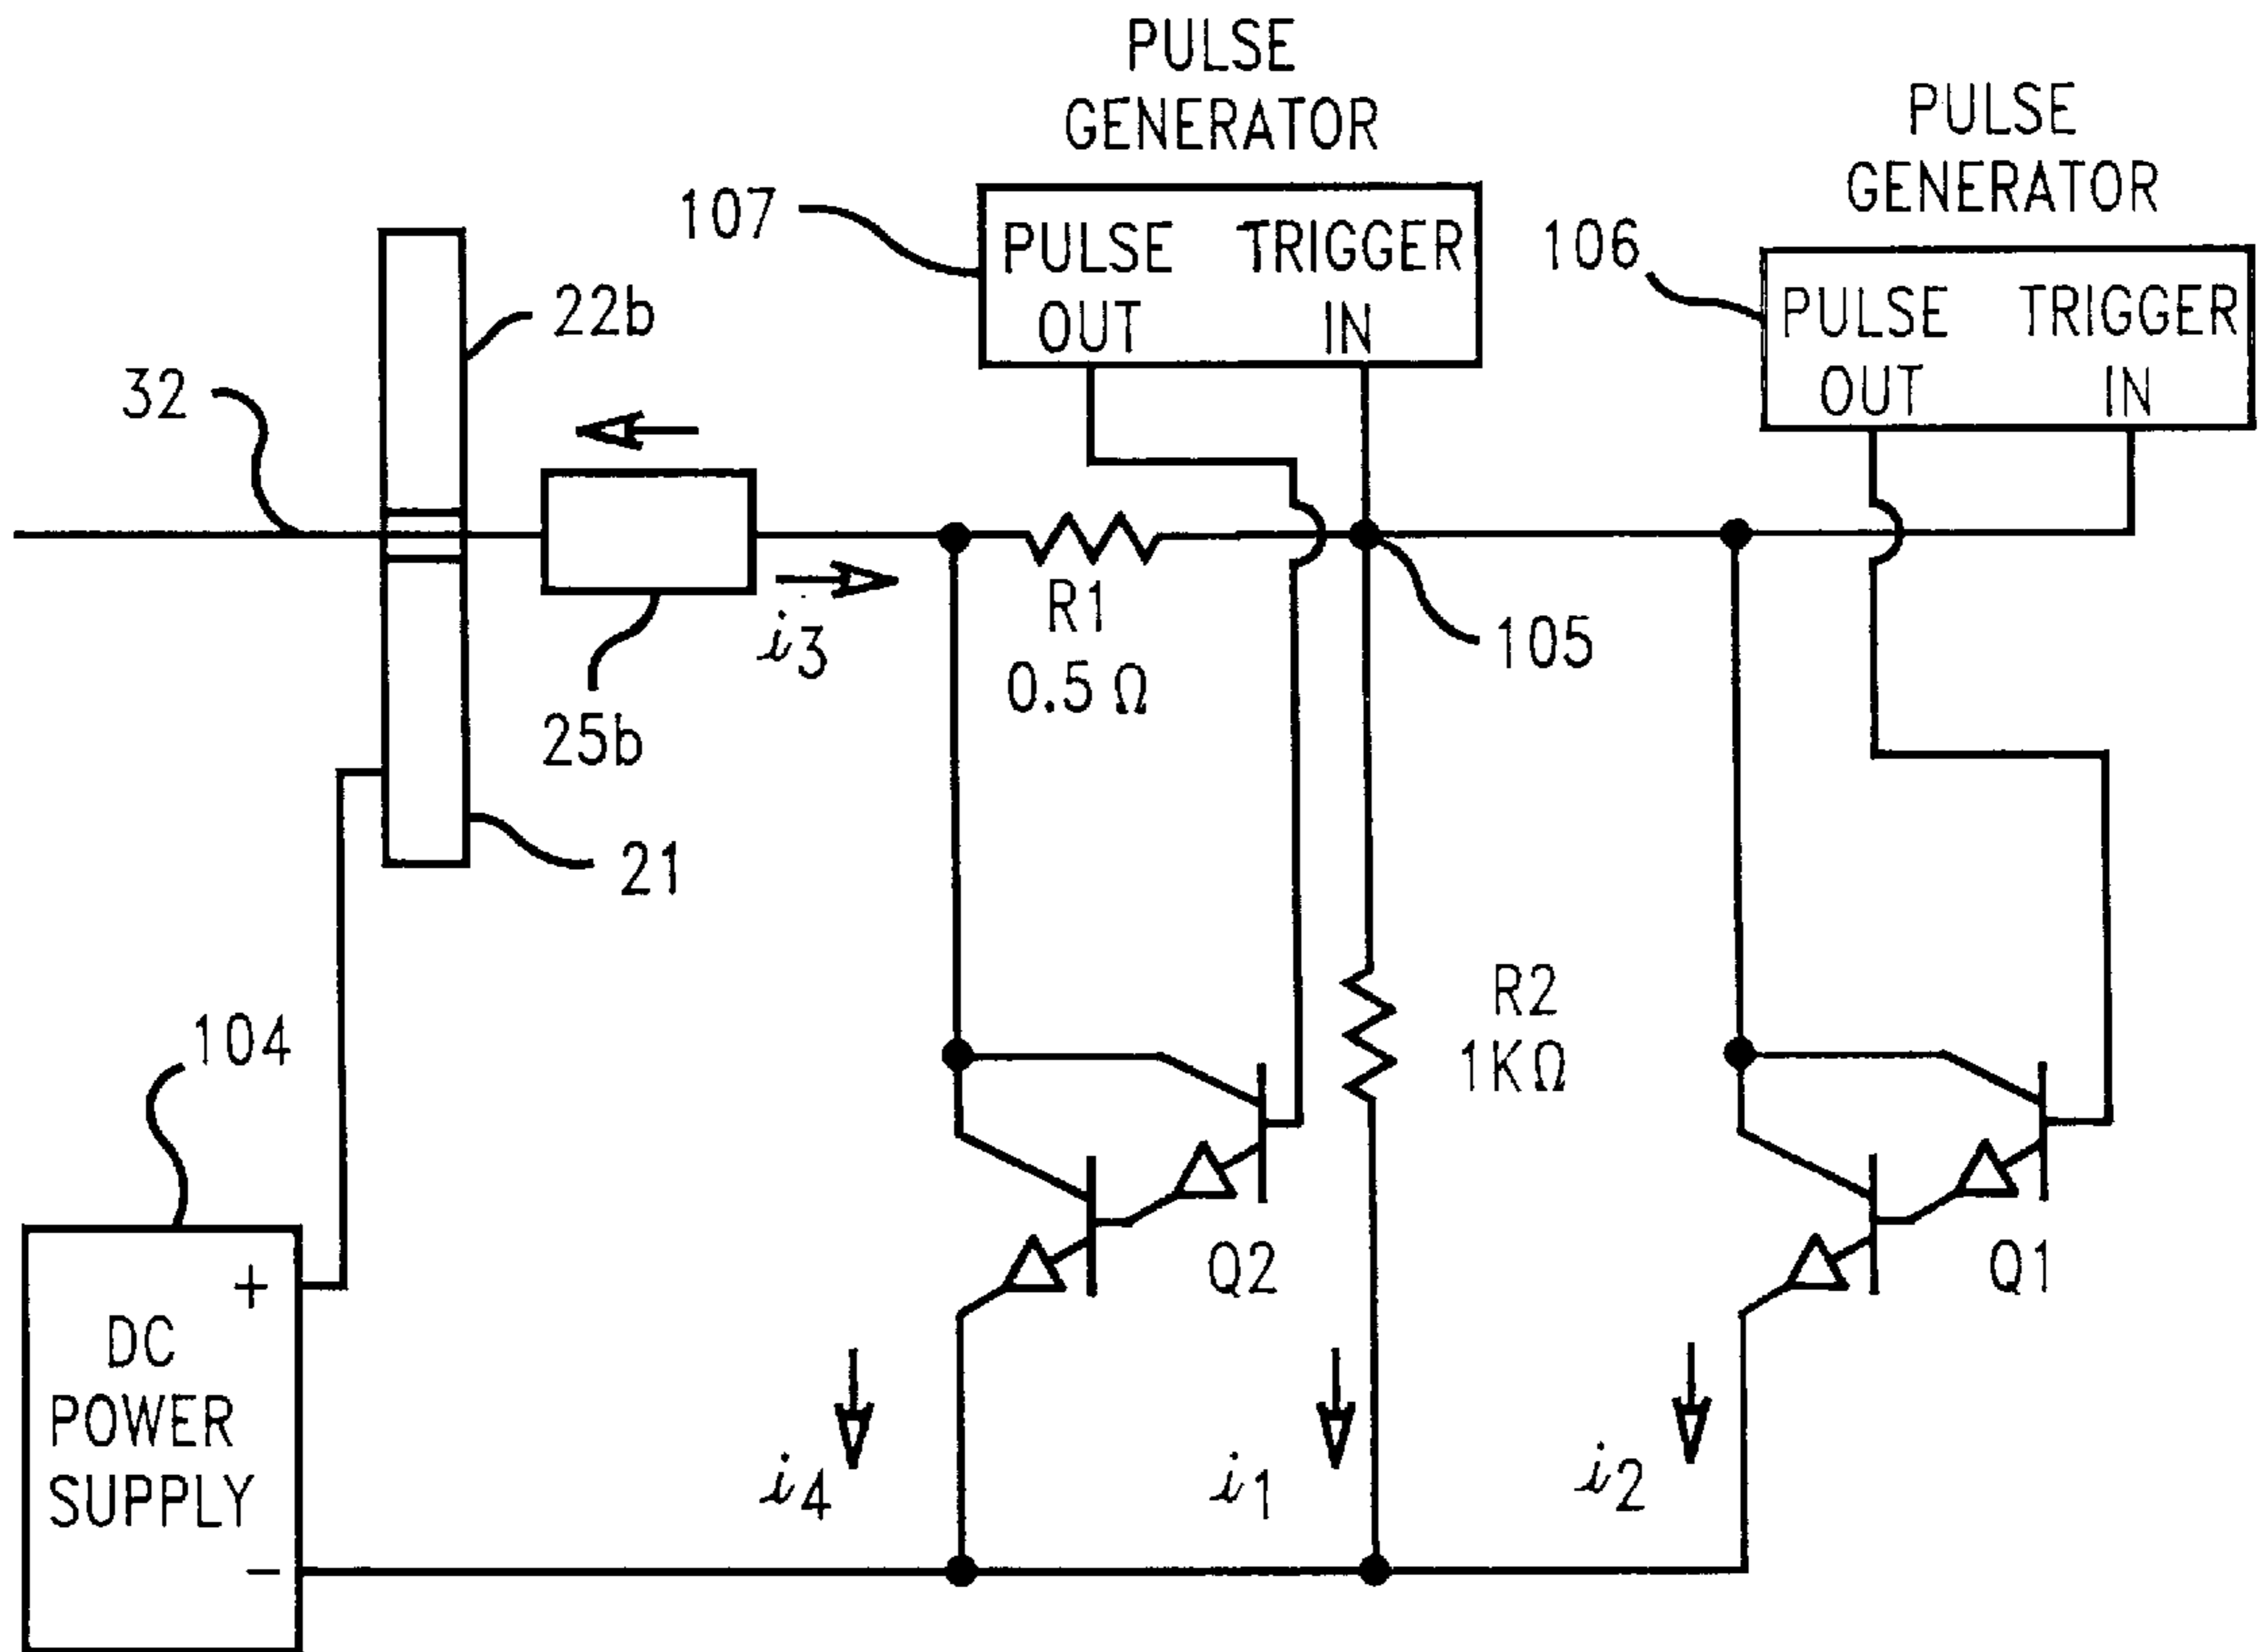 PULSE
GENERATOR
PULSE
GENERATOR
107
PULSE TRIGGER
OUT IN
106
PULSE TRIGGER
OUT IN
22b
32
i3
R1
0.5 Ω
105
25b
21
R2
1KΩ
104
Q2
Q1
+
DC
POWER
SUPPLY
−
i4
i1
i2